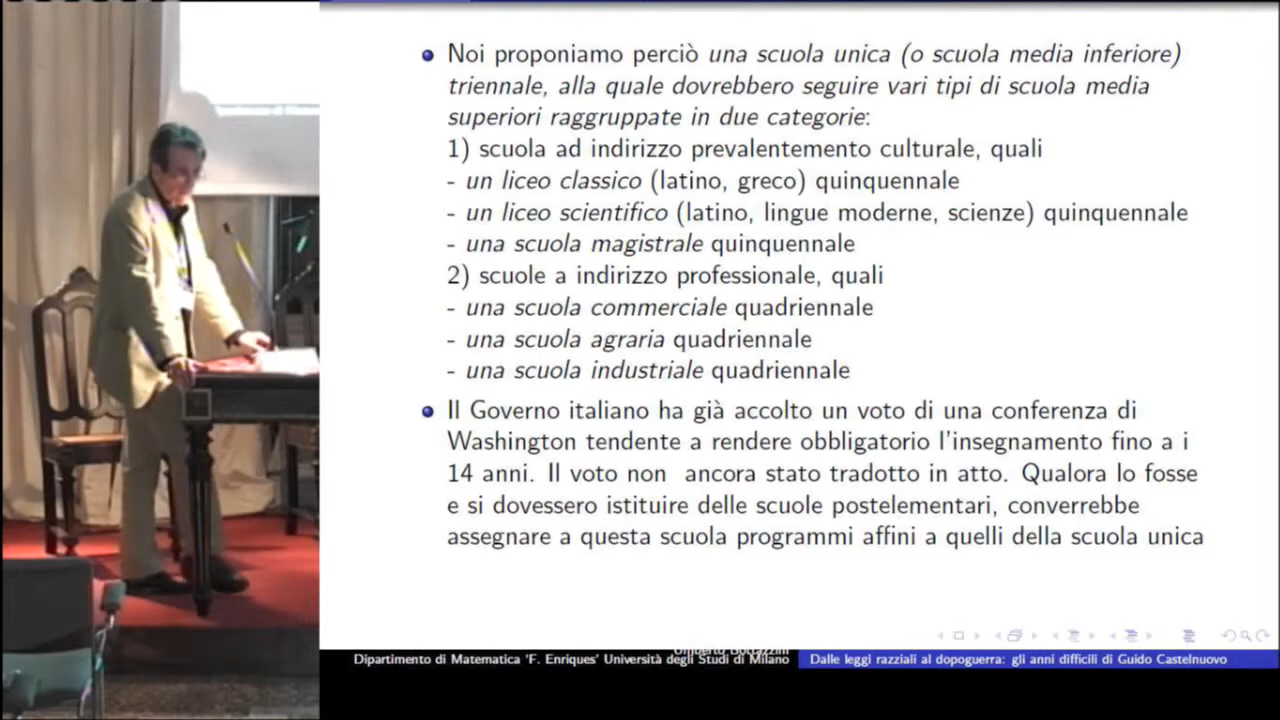 Noi proponiamo perciò una scuola unica (o scuola media inferiore)
triennale, alla quale dovrebbero seguire vari tipi di scuola media
superiori raggruppate in due categorie:
1) scuola ad indirizzo prevalentemento culturale, quali
- un liceo classico (latino, greco) quinquennale
- un liceo scientifico (latino, lingue moderne, scienze) quinquennale
- una scuola magistrale quinquennale
2) scuole a indirizzo professionale, quali
- una scuola commerciale quadriennale
- una scuola agraria quadriennale
- una scuola industriale quadriennale
Il Governo italiano ha già accolto un voto di una conferenza di
Washington tendente a rendere obbligatorio l'insegnamento fino a i
14 anni. Il voto non ancora stato tradotto in atto. Qualora lo fosse
e si dovessero istituire delle scuole postelementari, converrebbe
assegnare a questa scuola programmi affini a quelli della scuola unica
Umberto Bottazzini
Dipartimento di Matematica 'F. Enriques' Università degli Studi di Milano
Dalle leggi razziali al dopoguerra: gli anni difficili di Guido Castelnuovo